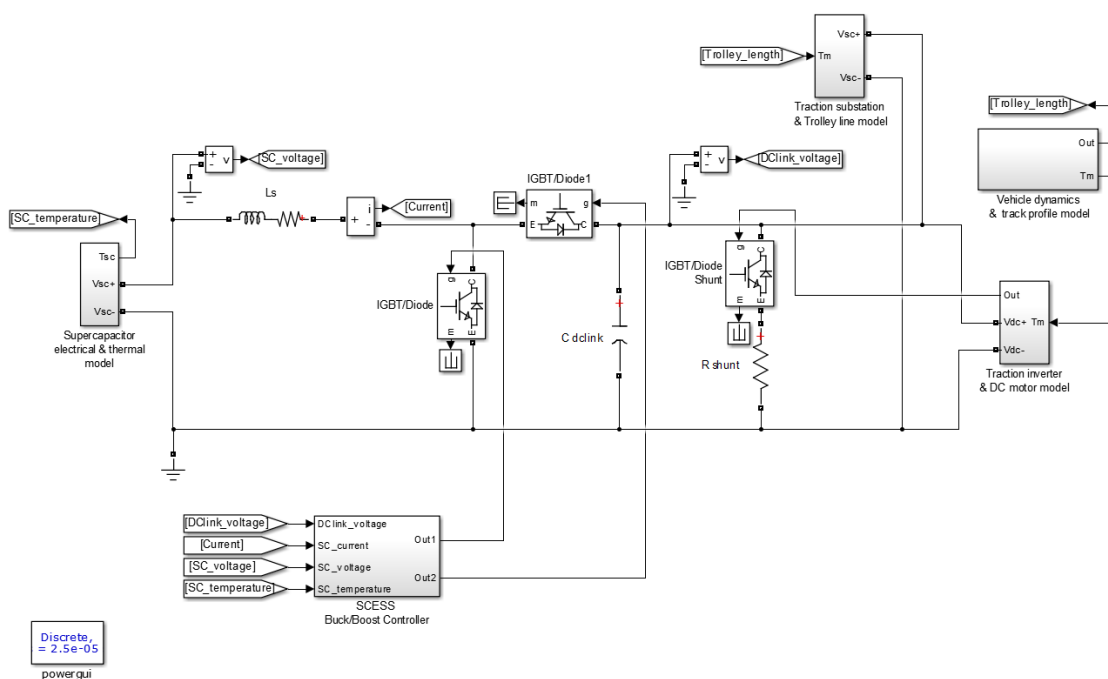 Vsc+
[Trolley_length]
Tm
Vsc-
Traction substation
& Trolley line model
[Trolley_length]
Out
Tm
Vehicle dynamics
& track profile model
+
-
v
[SC_voltage]
+
-
v
[DClink_voltage]
IGBT/Diode1
m
g
E
C
Ls
+
i
-
[Current]
[SC_temperature]
Tsc
Vsc+
Vsc-
Supercapacitor
electrical & thermal
model
g
C
IGBT/Diode
m
E
+
C dclink
g
C
IGBT/Diode
Shunt
m
E
+
R shunt
Out
Vdc+
Tm
Vdc-
Traction inverter
& DC motor model
[DClink_voltage]
[Current]
[SC_voltage]
[SC_temperature]
DClink_voltage
SC_current
SC_voltage
SC_temperature
Out1
Out2
SCESS
Buck/Boost Controller
Discrete,
= 2.5e-05
powergui